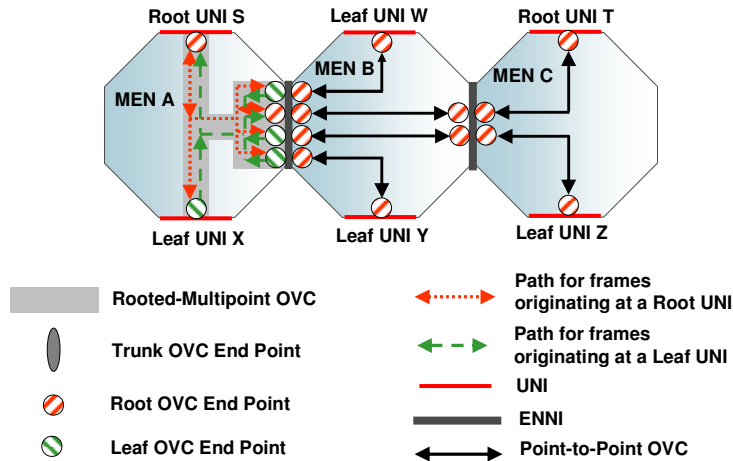 Root UNI S
Leaf UNI W
Root UNI T
MEN A
MEN B
MEN C
Leaf UNI X
Leaf UNI Y
Leaf UNI Z
Rooted-Multipoint OVC
Trunk OVC End Point
Root OVC End Point
Leaf OVC End Point
Path for frames
originating at a Root UNI
Path for frames
originating at a Leaf UNI
UNI
ENNI
Point-to-Point OVC